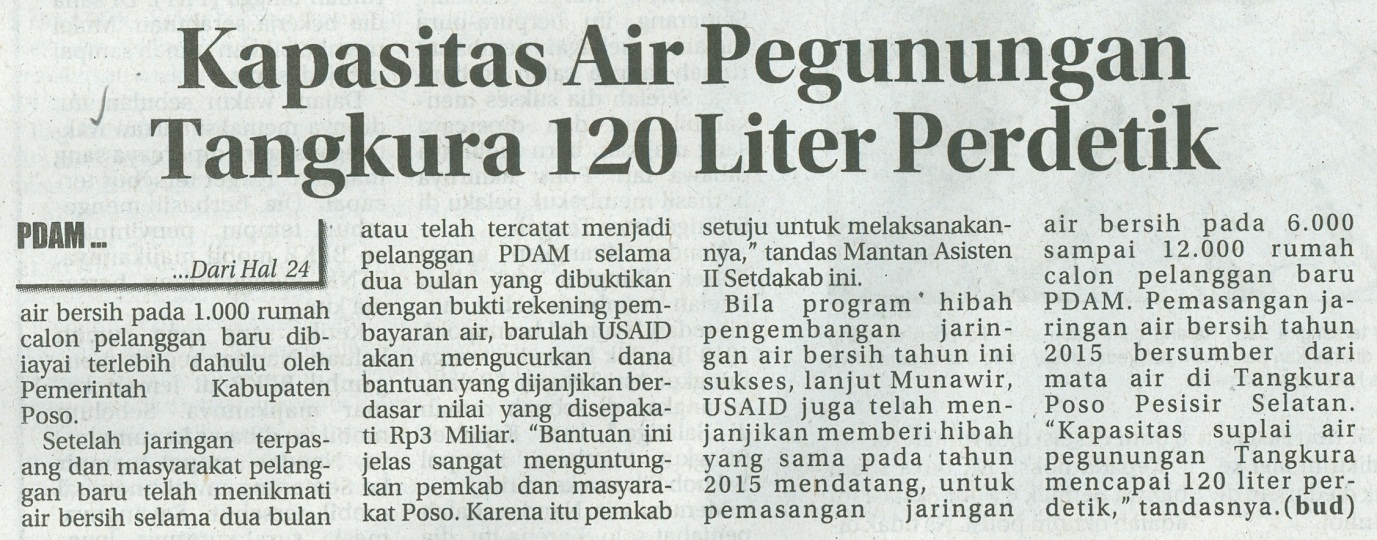 Kapasitas Air Pegunungan
Tangkura 120 Liter Perdetik
PDAM ...
...Dari Hal 24
air bersih pada 1.000 rumah
calon pelanggan baru dib-
iayai terlebih dahulu oleh
Pemerintah Kabupaten
Poso.
Setelah jaringan terpas-
ang dan masyarakat pelang-
gan baru telah menikmati
air bersih selama dua bulan
atau telah tercatat menjadi
pelanggan PDAM selama
dua bulan yang dibuktikan
dengan bukti rekening pem-
bayaran air, barulah USAID
akan mengucurkan dana
bantuan yang dijanjikan ber-
dasar nilai yang disepaka-
ti Rp3 Miliar. “Bantuan ini
jelas sangat menguntung-
kan pemkab dan masyara-
kat Poso. Karena itu pemkab
setuju untuk melaksanakan-
nya,” tandas Mantan Asisten
II Setdakab ini.
Bila program hibah
pengembangan jarin-
gan air bersih tahun ini
sukses, lanjut Munawir,
USAID juga telah men-
janjikan memberi hibah
yang sama pada tahun
2015 mendatang, untuk
pemasangan jaringan
air bersih pada 6.000
sampai 12.000 rumah
calon pelanggan baru
PDAM. Pemasangan ja-
ringan air bersih tahun
2015 bersumber dari
mata air di Tangkura
Poso Pesisir Selatan.
“Kapasitas suplai air
pegunungan Tangkura
mencapai 120 liter per-
detik,” tandasnya.(bud)